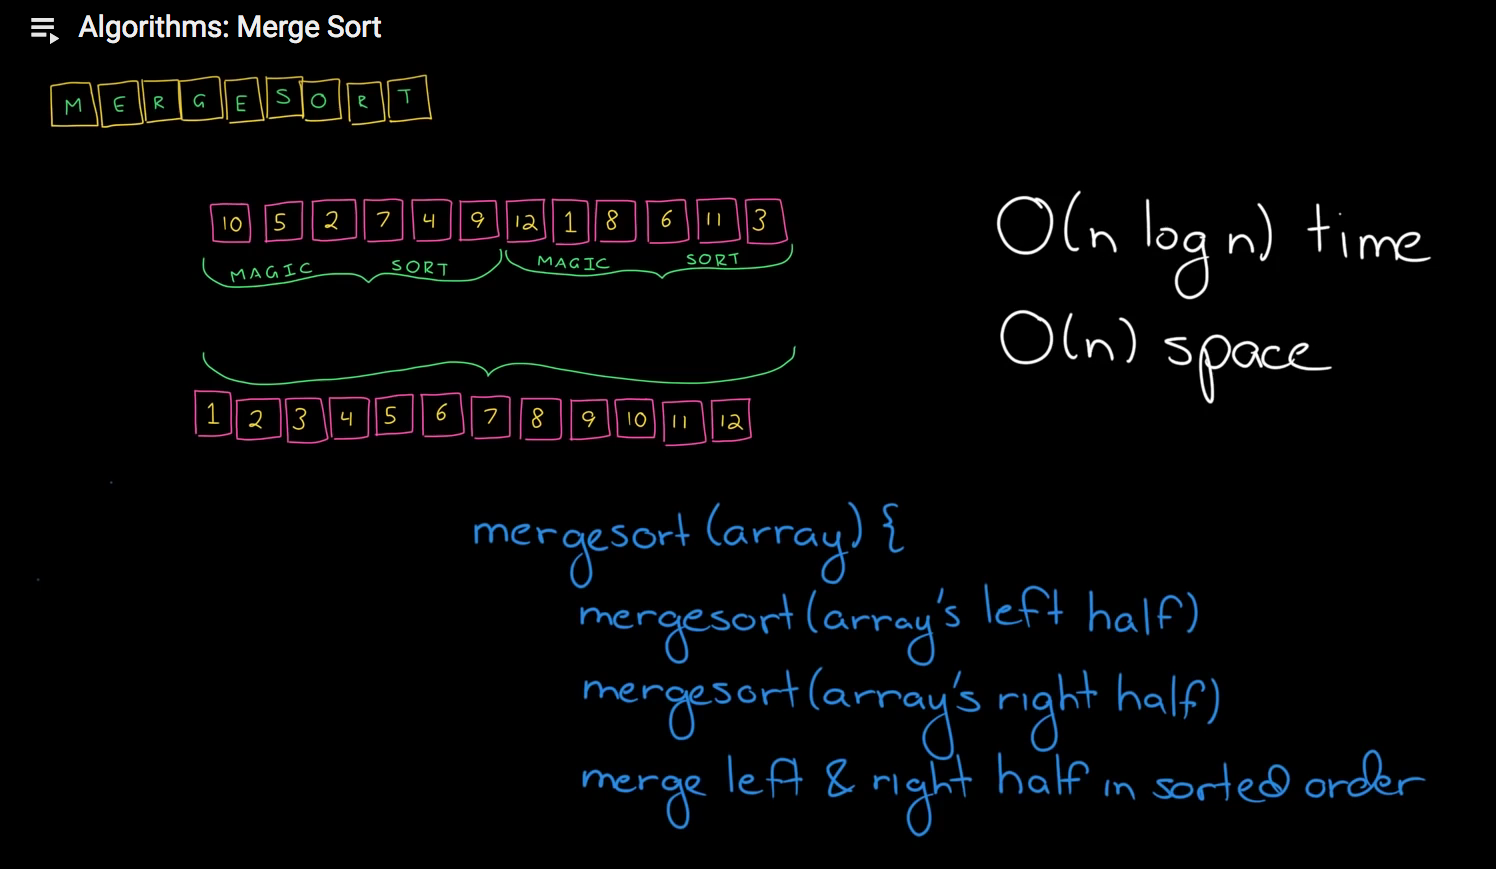 Algorithms: Merge Sort
M E R G E S O R T
10 5 2 7 4 9 12 1 8 6 11 3
MAGIC SORT MAGIC SORT
O(n log n) time
O(n) space
1 2 3 4 5 6 7 8 9 10 11 12
mergesort (array) {
mergesort (array's left half)
mergesort (array's right half)
merge left & right half in sorted order